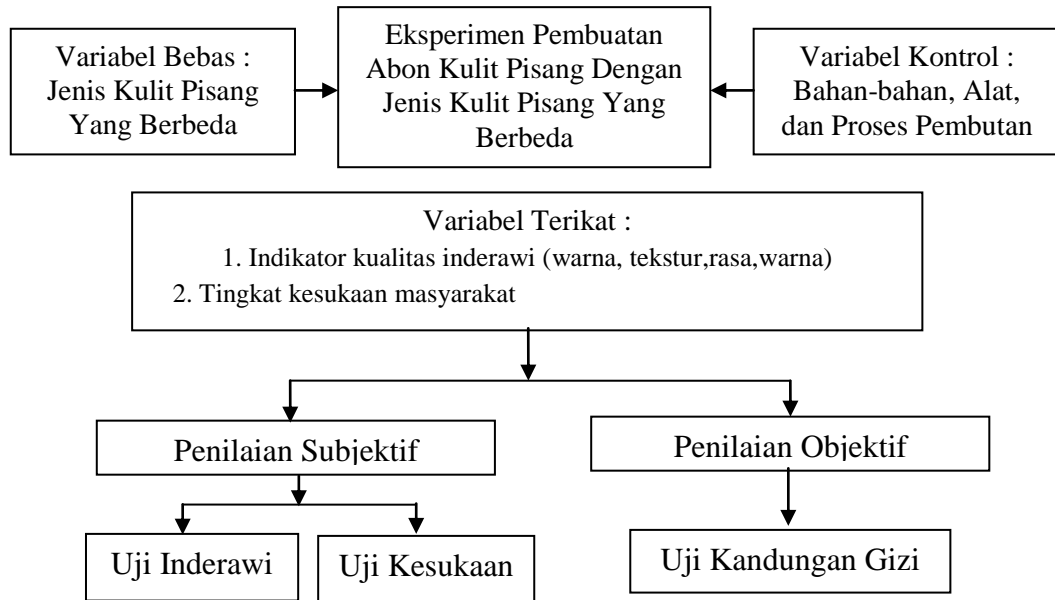 Variabel Bebas :
Jenis Kulit Pisang
Yang Berbeda
Eksperimen Pembuatan
Abon Kulit Pisang Dengan
Jenis Kulit Pisang Yang
Berbeda
Variabel Kontrol :
Bahan-bahan, Alat,
dan Proses Pembutan
Variabel Terikat :
1. Indikator kualitas inderawi (warna, tekstur,rasa,warna)
2. Tingkat kesukaan masyarakat
Penilaian Subjektif
Penilaian Objektif
Uji Inderawi
Uji Kesukaan
Uji Kandungan Gizi